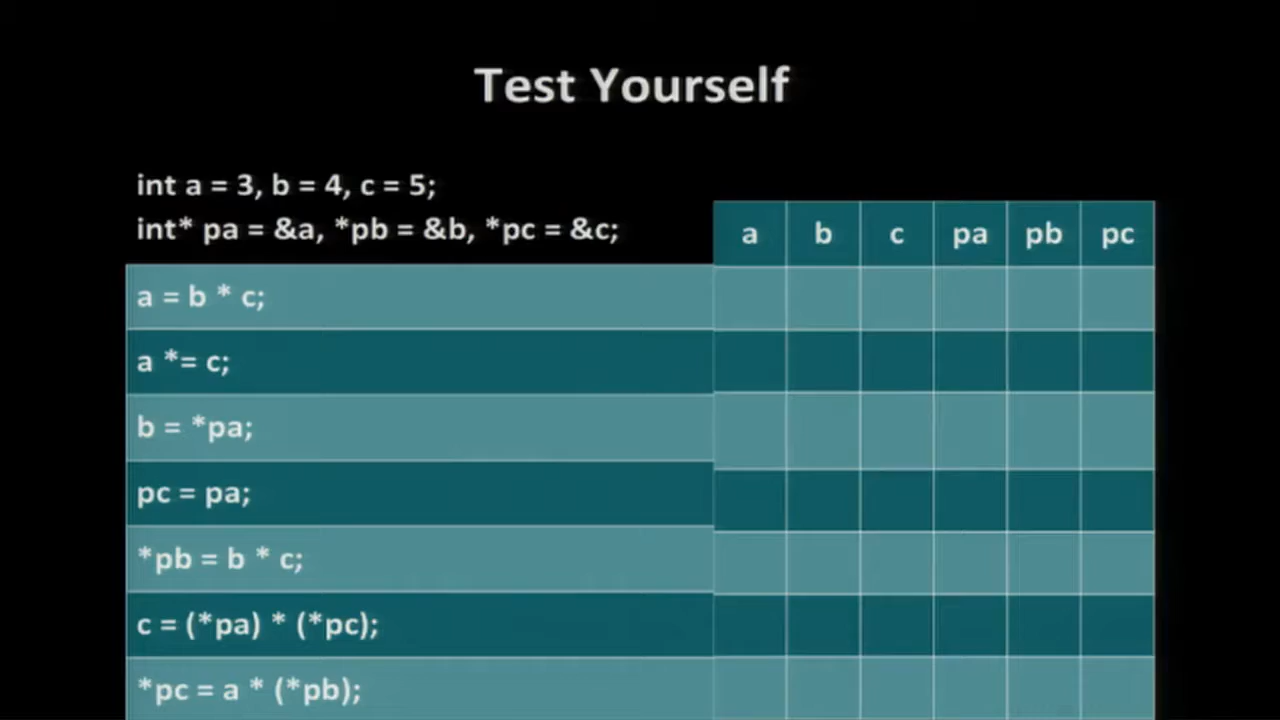 Test Yourself
int a = 3, b = 4, c = 5;
int* pa = &a, *pb = &b, *pc = &c;
a b c pa pb pc
a = b * c;
a *= c;
b = *pa;
pc = pa;
*pb = b * c;
c = (*pa) * (*pc);
*pc = a * (*pb);